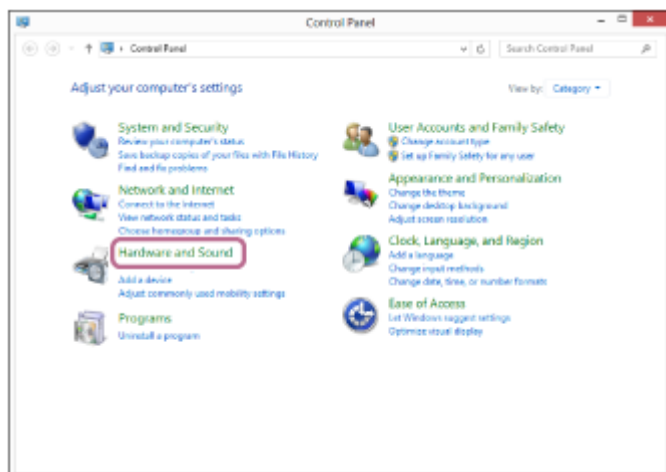 Control Panel
Control Panel
Search Control Panel
Adjust your computer's settings
View by: Category
System and Security
Review your computer's status
Save backup copies of your files with File History
Find and fix problems
Network and Internet
Connect to the Internet
View network status and tasks
Choose homegroup and sharing options
Hardware and Sound
Add a device
Adjust commonly used mobility settings
Programs
Uninstall a program
User Accounts and Family Safety
Change account type
Set up Family Safety for any user
Appearance and Personalization
Change the theme
Change desktop background
Adjust screen resolution
Clock, Language, and Region
Add a language
Change input methods
Change date, time, or number formats
Ease of Access
Let Windows suggest settings
Optimize visual display